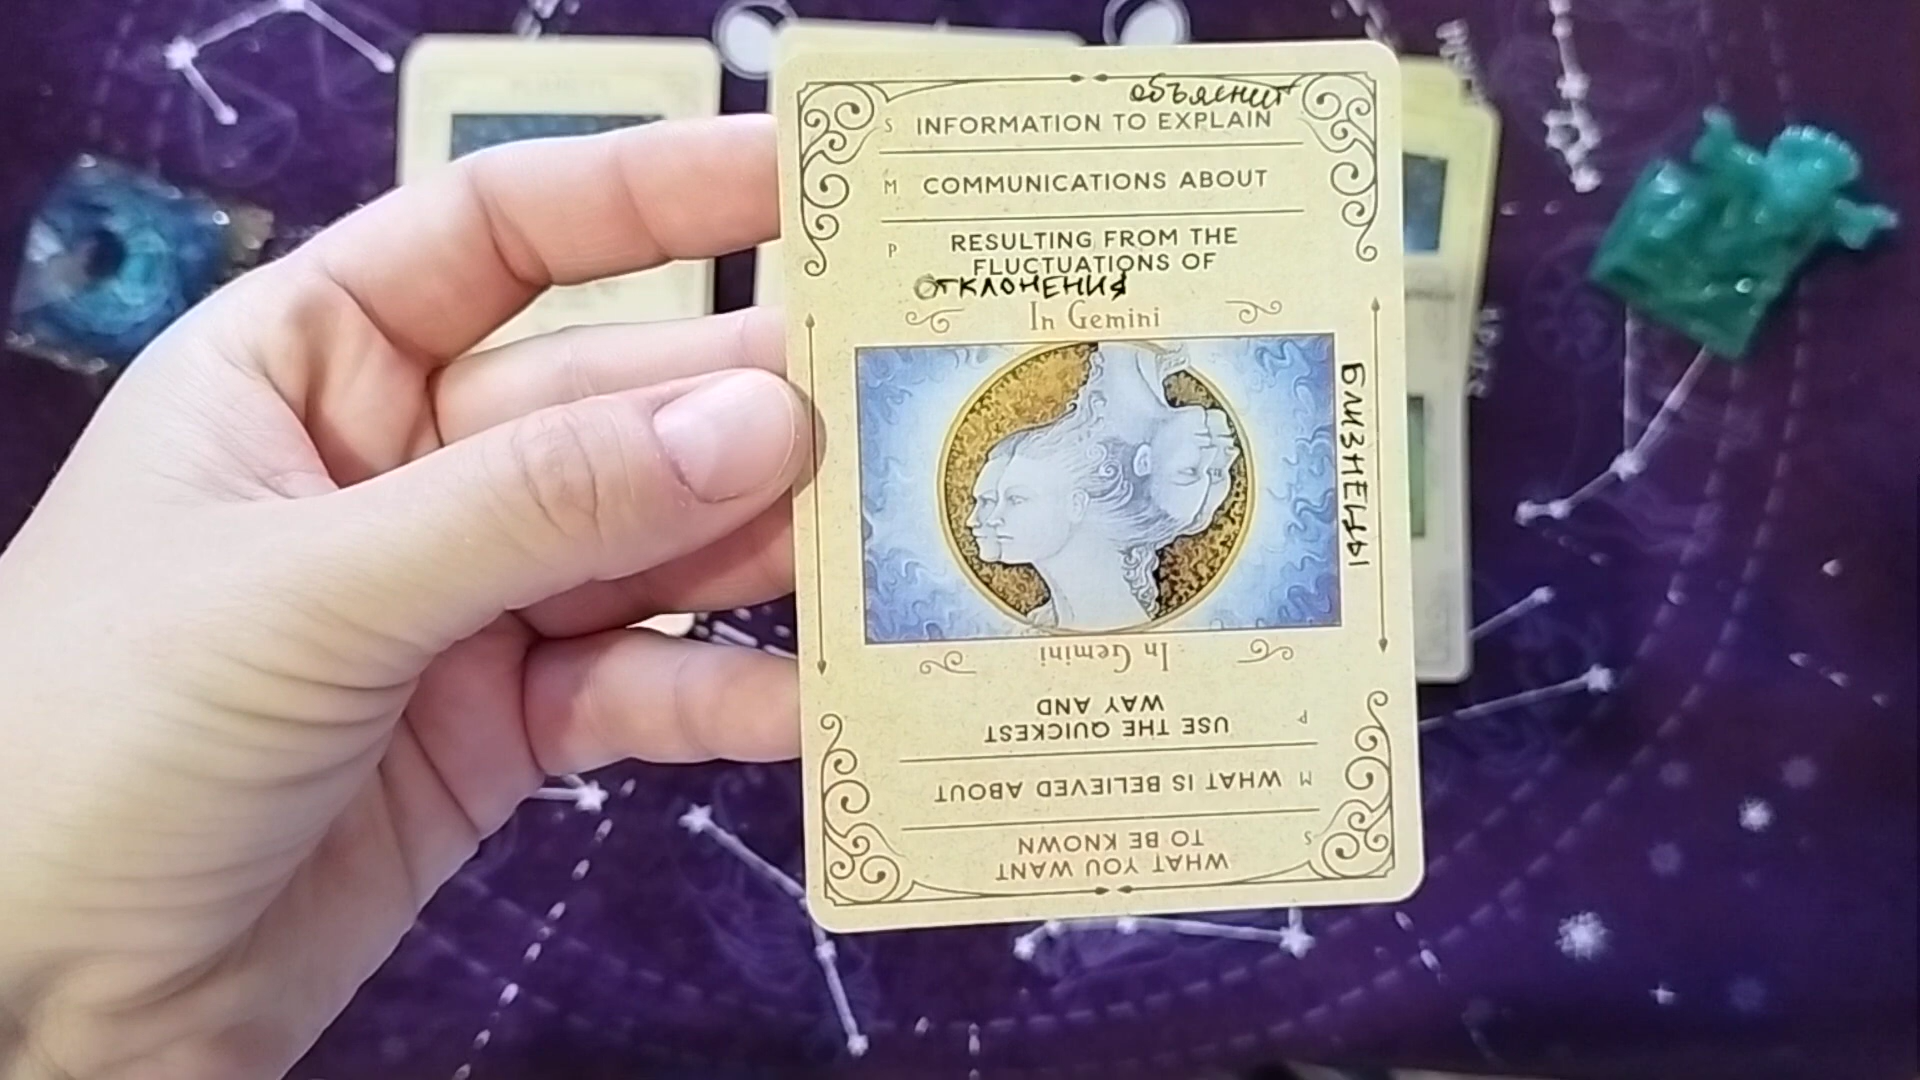 объяснит
S INFORMATION TO EXPLAIN
M COMMUNICATIONS ABOUT
P RESULTING FROM THE
FLUCTUATIONS OF
ОТКЛОНЕНИЯ
In Gemini
БЛИЗНЕЦЫ
In Gemini
WHAT YOU WANT
S TO BE KNOWN
M WHAT IS BELIEVED ABOUT
P USE THE QUICKEST
WAY AND